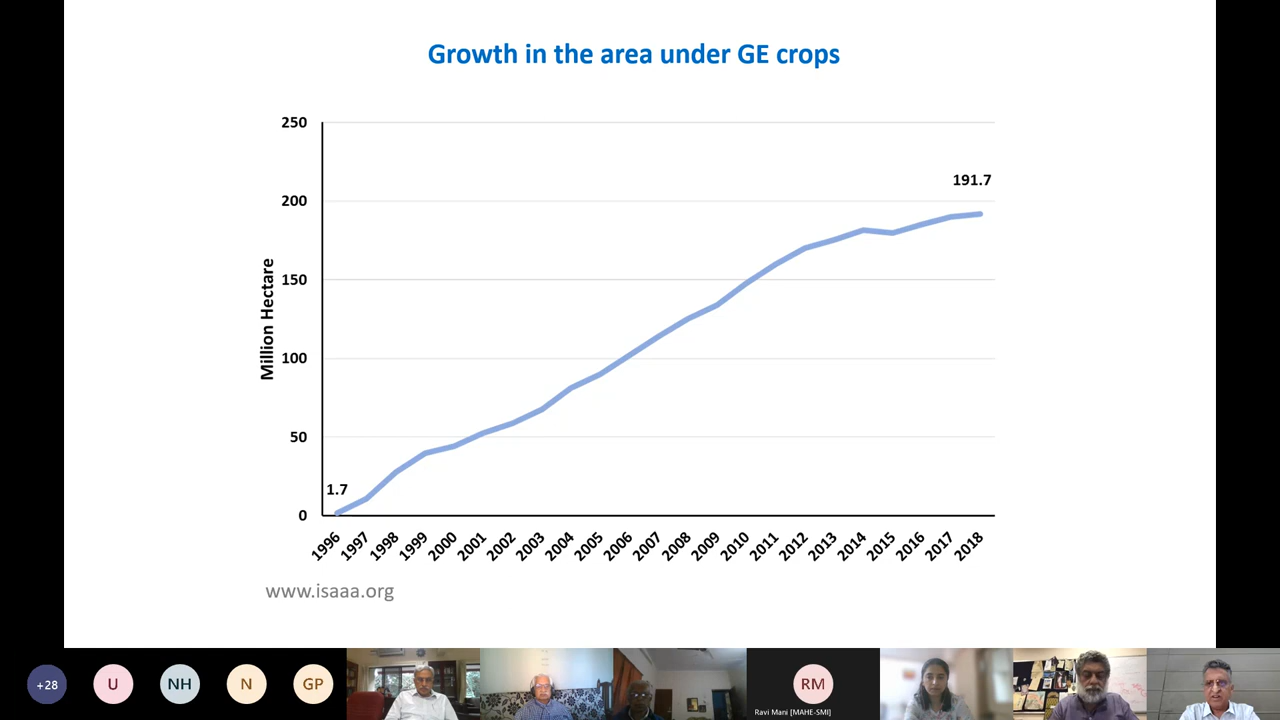 Growth in the area under GE crops
250
200
150
100
50
0
Million Hectare
191.7
1.7
1996 1997 1998 1999 2000 2001 2002 2003 2004 2005 2006 2007 2008 2009 2010 2011 2012 2013 2014 2015 2016 2017 2018
www.isaaa.org
+28 U NH N GP RM
Ravi Mani [MAHE-SMI]